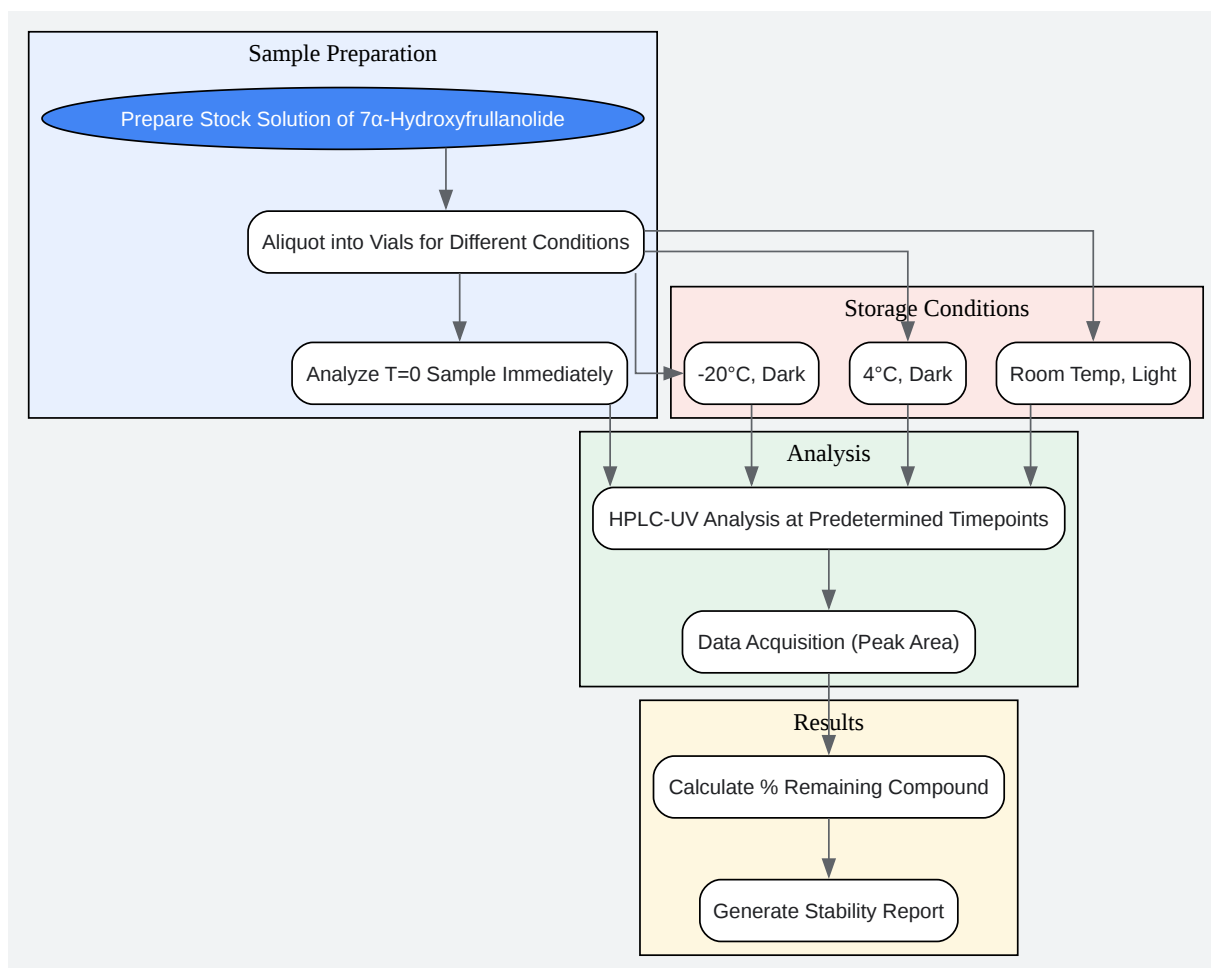 Sample Preparation
Prepare Stock Solution of 7α-Hydroxyfrullanolide
Aliquot into Vials for Different Conditions
Analyze T=0 Sample Immediately
Storage Conditions
-20°C, Dark
4°C, Dark
Room Temp, Light
Analysis
HPLC-UV Analysis at Predetermined Timepoints
Data Acquisition (Peak Area)
Results
Calculate % Remaining Compound
Generate Stability Report